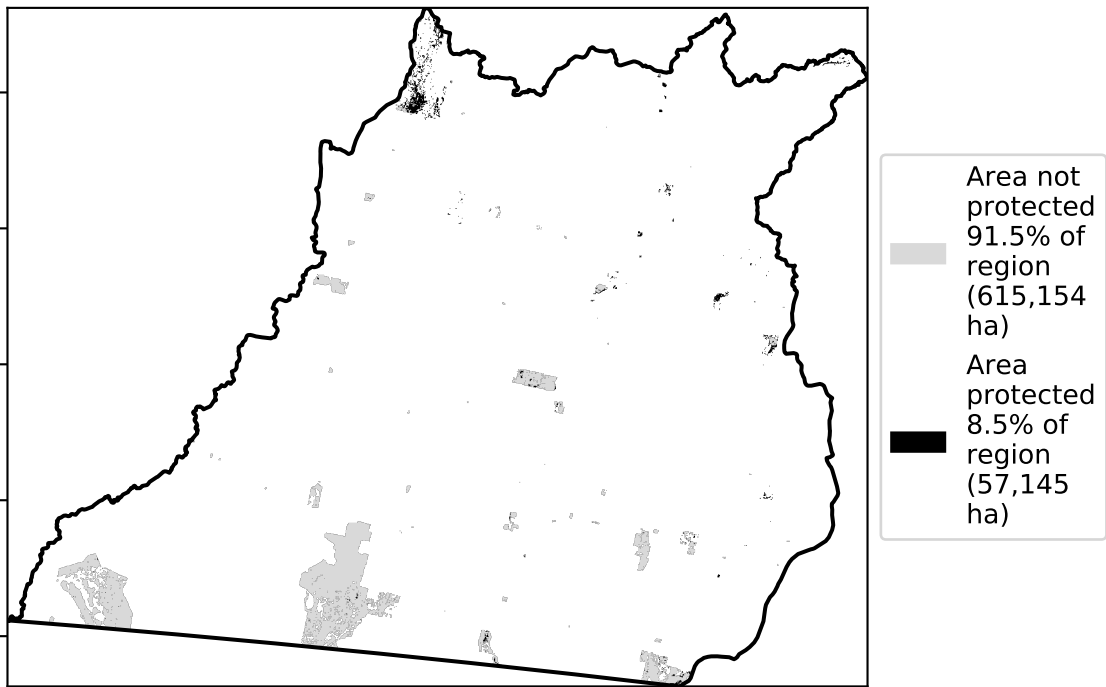 Area not
protected
91.5% of
region
(615,154
ha)
Area
protected
8.5% of
region
(57,145
ha)